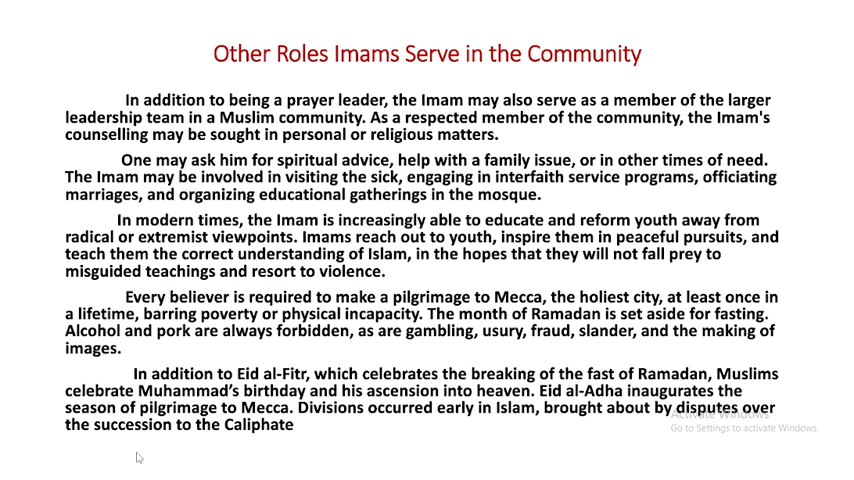 Other Roles Imams Serve in the Community
In addition to being a prayer leader, the Imam may also serve as a member of the larger
leadership team in a Muslim community. As a respected member of the community, the Imam's
counselling may be sought in personal or religious matters.
One may ask him for spiritual advice, help with a family issue, or in other times of need.
The Imam may be involved in visiting the sick, engaging in interfaith service programs, officiating
marriages, and organizing educational gatherings in the mosque.
In modern times, the Imam is increasingly able to educate and reform youth away from
radical or extremist viewpoints. Imams reach out to youth, inspire them in peaceful pursuits, and
teach them the correct understanding of Islam, in the hopes that they will not fall prey to
misguided teachings and resort to violence.
Every believer is required to make a pilgrimage to Mecca, the holiest city, at least once in
a lifetime, barring poverty or physical incapacity. The month of Ramadan is set aside for fasting.
Alcohol and pork are always forbidden, as are gambling, usury, fraud, slander, and the making of
images.
In addition to Eid al-Fitr, which celebrates the breaking of the fast of Ramadan, Muslims
celebrate Muhammad’s birthday and his ascension into heaven. Eid al-Adha inaugurates the
season of pilgrimage to Mecca. Divisions occurred early in Islam, brought about by disputes over
the succession to the Caliphate
Activate Windows
Go to Settings to activate Windows.